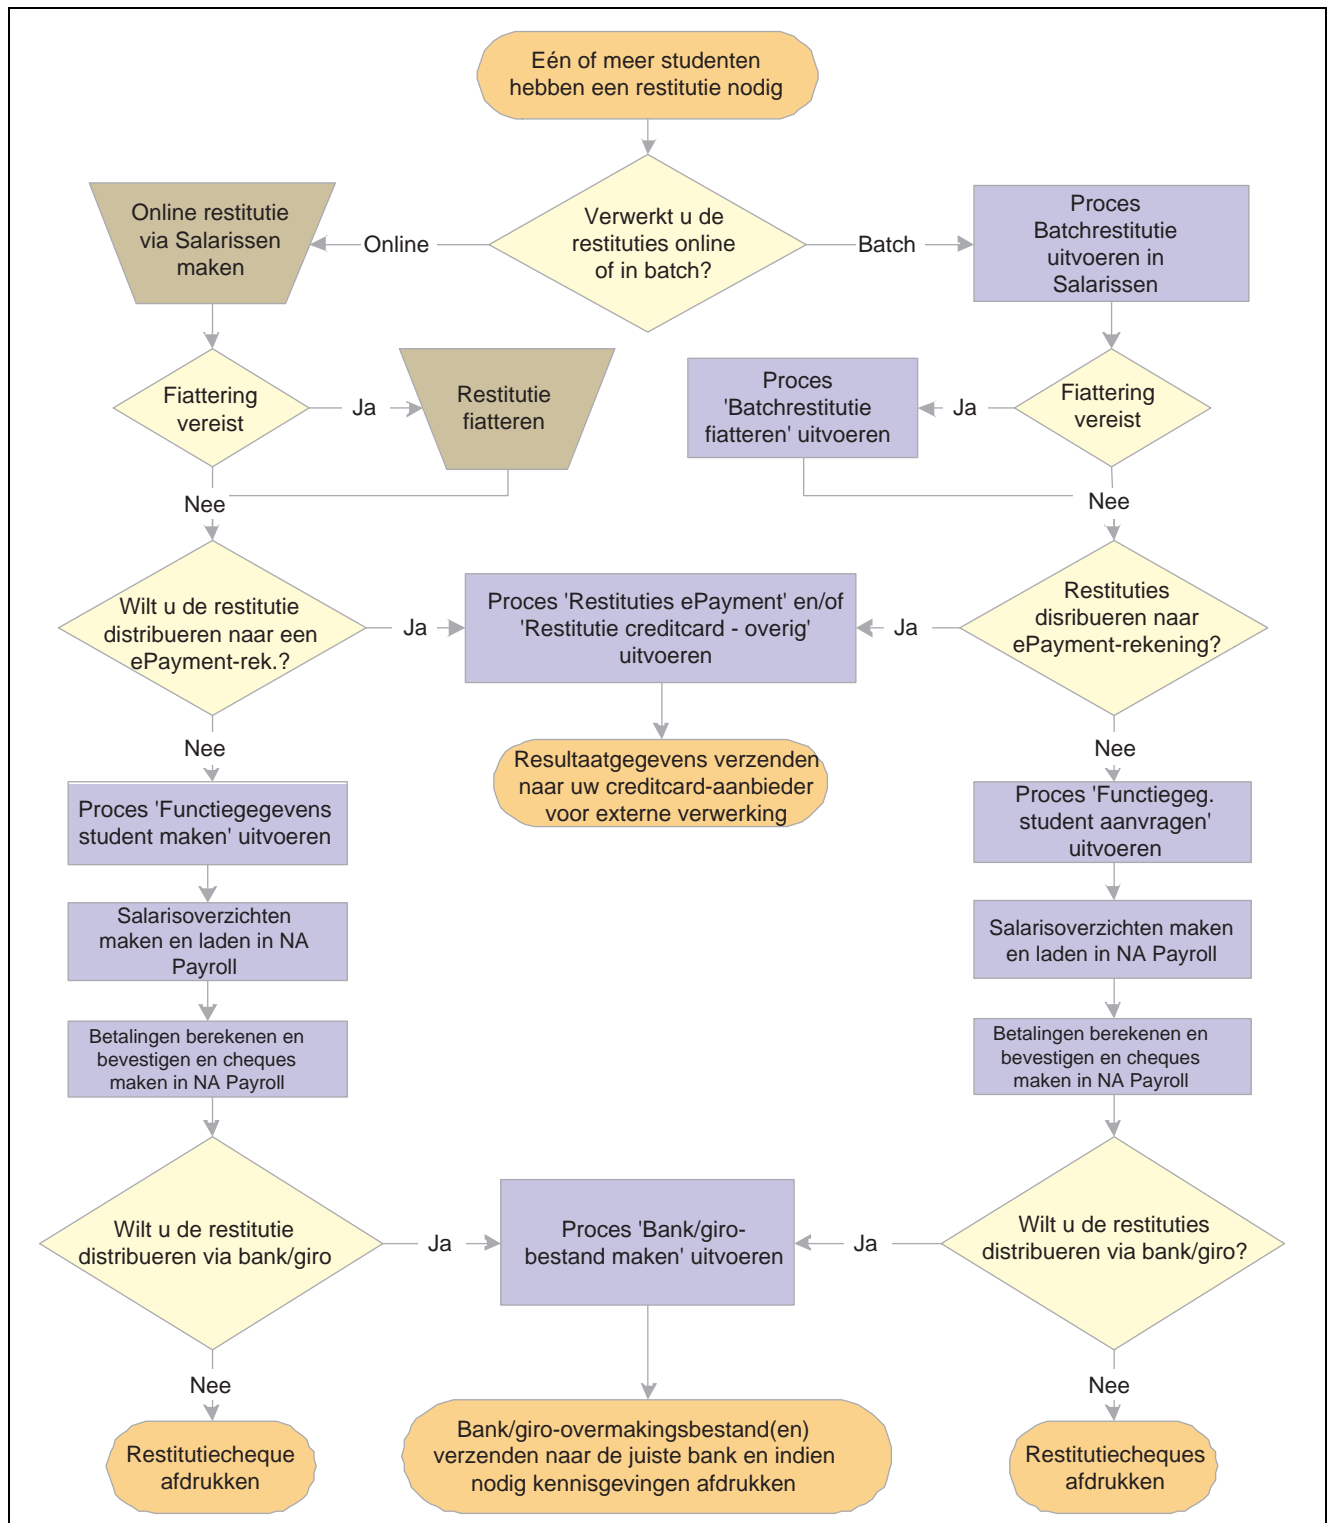 Eén of meer studenten
hebben een restitutie nodig
Online restitutie
via Salarissen
maken
Online
Verwerkt u de
restituties online
of in batch?
Batch
Proces
Batchrestitutie
uitvoeren in
Salarissen
Fiattering
vereist
Ja
Restitutie
fiatteren
Proces
'Batchrestitutie
fiatteren' uitvoeren
Ja
Fiattering
vereist
Nee
Nee
Wilt u de restitutie
distribueren naar een
ePayment-rek.?
Ja
Proces 'Restituties ePayment' en/of
'Restitutie creditcard - overig'
uitvoeren
Ja
Restituties
disribueren naar
ePayment-rekening?
Nee
Resultaatgegevens verzenden
naar uw creditcard-aanbieder
voor externe verwerking
Nee
Proces 'Functiegegevens
student maken' uitvoeren
Proces 'Functiegeg.
student aanvragen'
uitvoeren
Salarisoverzichten
maken en laden in NA
Payroll
Salarisoverzichten maken
en laden in NA Payroll
Betalingen berekenen en
bevestigen en cheques
maken in NA Payroll
Betalingen berekenen en
bevestigen en cheques
maken in NA Payroll
Wilt u de restitutie
distribueren via bank/giro
Ja
Proces 'Bank/giro-
bestand maken' uitvoeren
Ja
Wilt u de restituties
distribueren via bank/giro?
Nee
Nee
Restitutiecheque
afdrukken
Bank/giro-overmakingsbestand(en)
verzenden naar de juiste bank en indien
nodig kennisgevingen afdrukken
Restitutiecheques
afdrukken